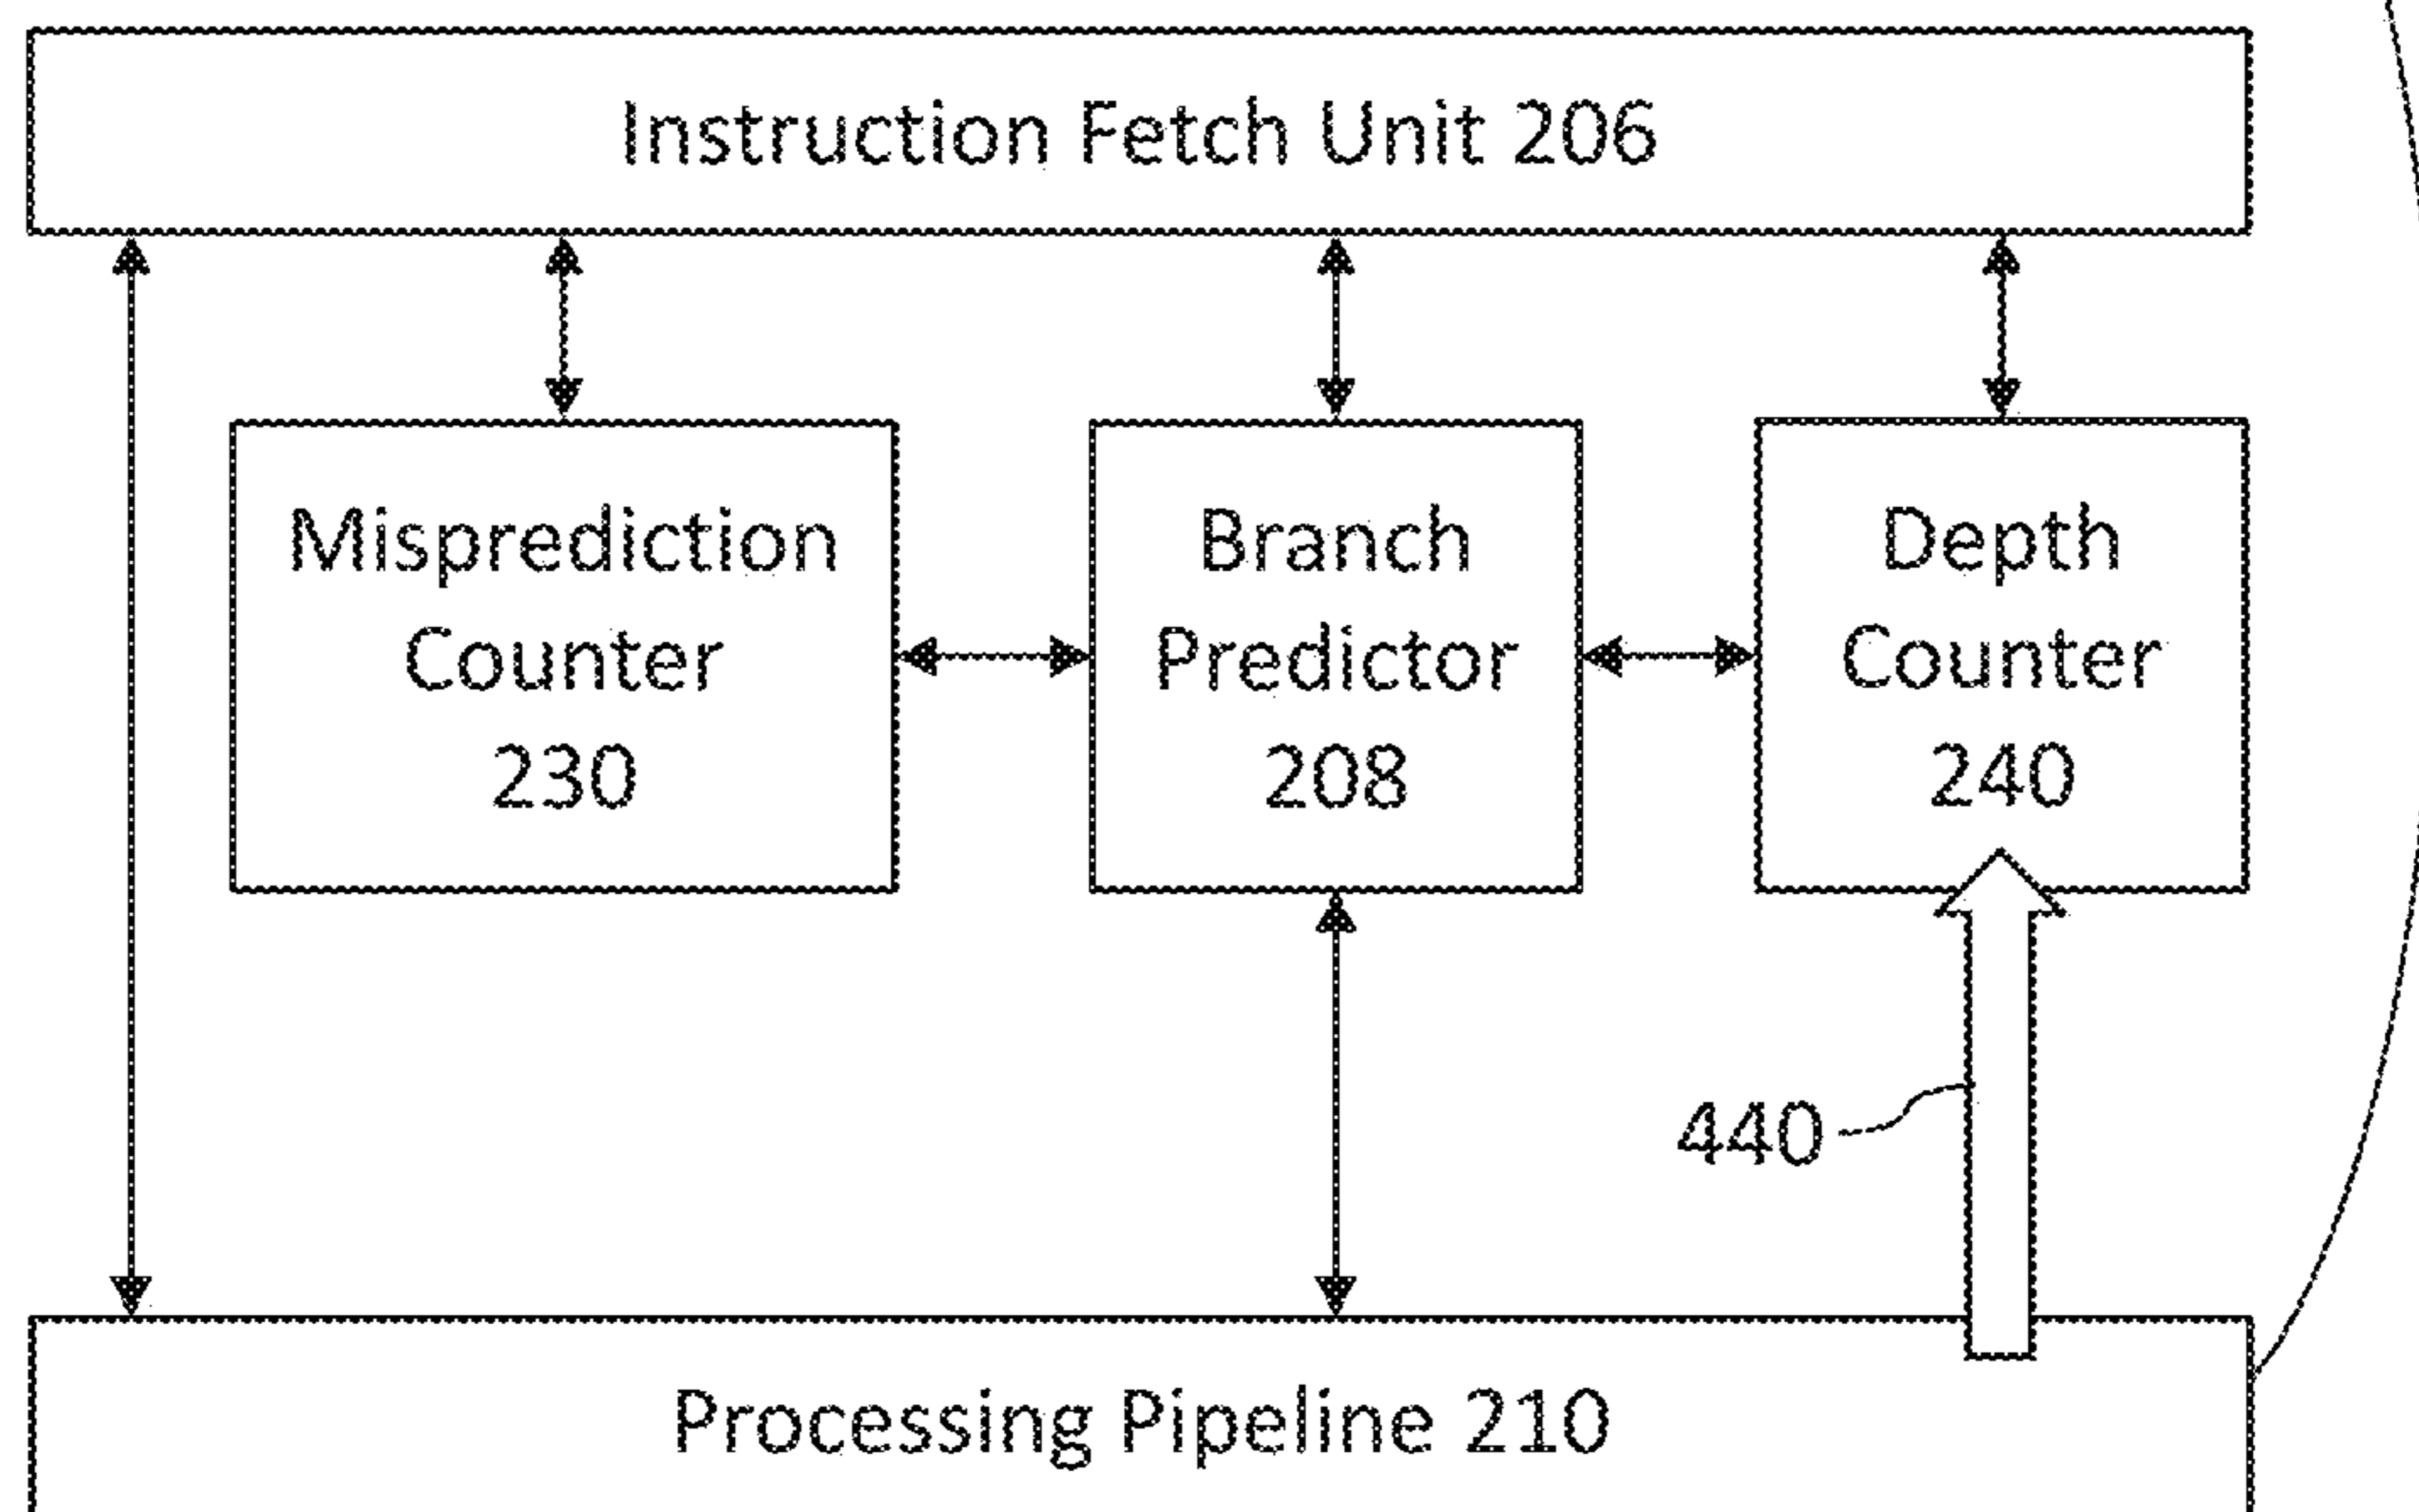 Instruction Fetch Unit 206
Misprediction
Counter
230
Branch
Predictor
208
Depth
Counter
240
440
Processing Pipeline 210